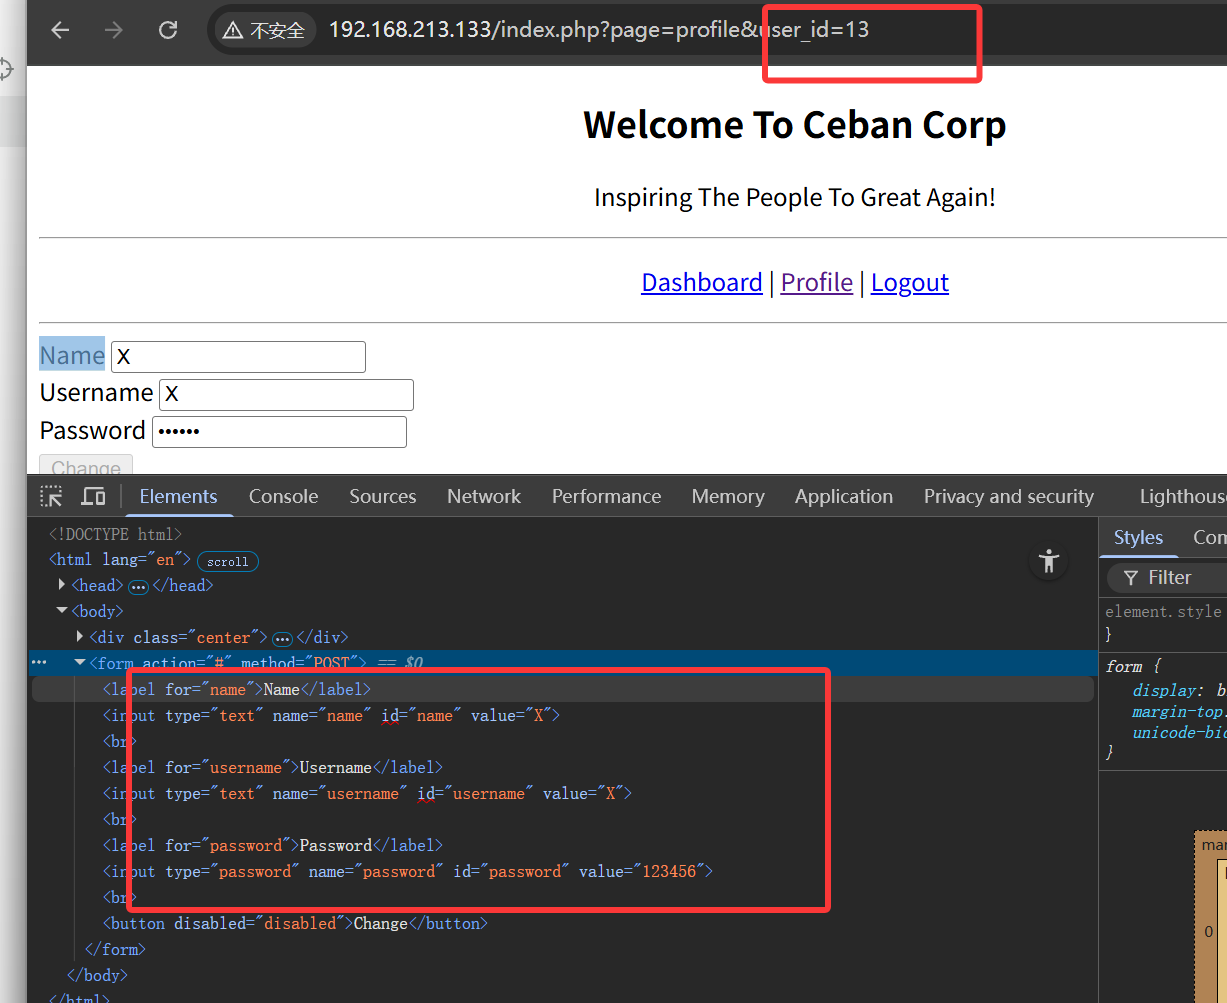 不安全 192.168.213.133/index.php?page=profile&user_id=13
Welcome To Ceban Corp
Inspiring The People To Great Again!
Dashboard | Profile | Logout
Name X
Username X
Password ••••••
Change
Elements Console Sources Network Performance Memory Application Privacy and security Lighthous
<!DOCTYPE html>
<html lang="en"> scroll
<head> ... </head>
<body>
<div class="center"> ... </div>
... <form action="#" method="POST"> == $0
<label for="name">Name</label>
<input type="text" name="name" id="name" value="X">
<br>
<label for="username">Username</label>
<input type="text" name="username" id="username" value="X">
<br>
<label for="password">Password</label>
<input type="password" name="password" id="password" value="123456">
<br>
<button disabled="disabled">Change</button>
</form>
</body>
</html>
Styles Com
Filter
element.style
}
form {
display: b
margin-top:
unicode-bid
}
mar
0